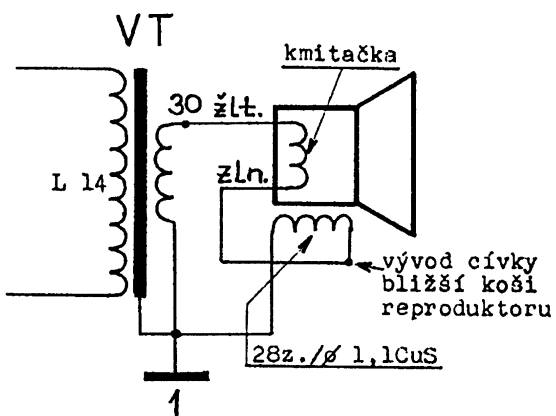 VT
kmitačka
30 žlt.
L 14
zln.
vývod cívky
bližší koši
reproduktoru
28z./ø 1,1CuS
1